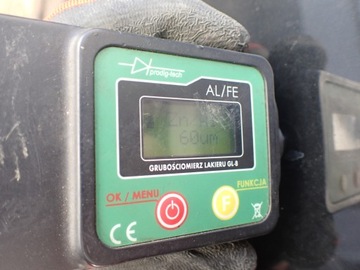 prodig-tech
AL/FE
60um
GRUBOŚCIOMIERZ LAKIERU GL-8
OK / MENU
FUNKCJA
F
CE